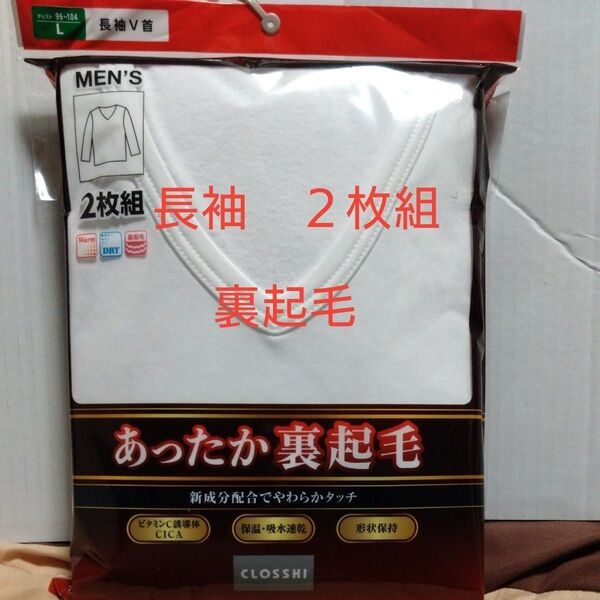 チェスト 96~104
L
長袖V首
MEN'S
2枚組
長袖 2枚組
Warm
DRY
裏起毛
裏起毛
あったか裏起毛
新成分配合でやわらかタッチ
ビタミンC誘導体
CICA
保温・吸水速乾
形状保持
CLOSSHI